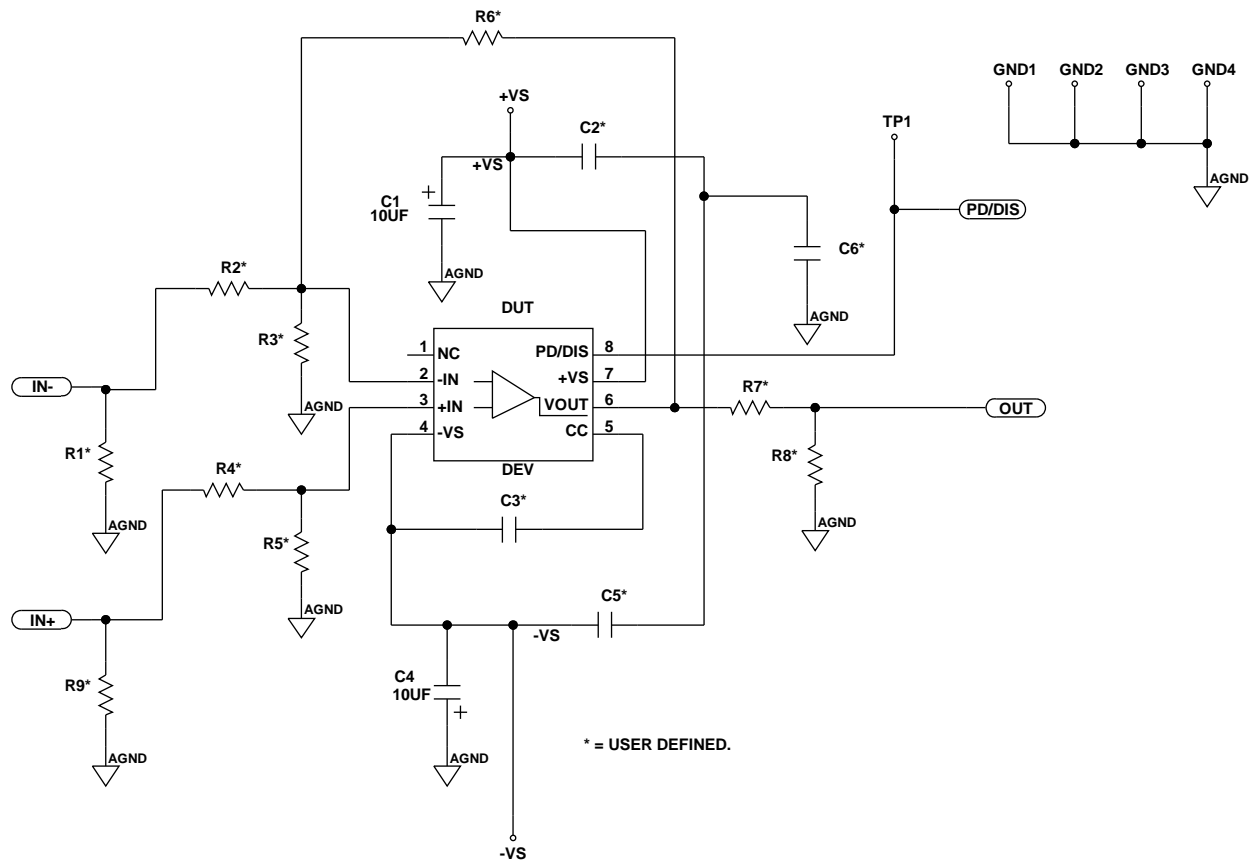 R6*
GND1 GND2 GND3 GND4
+VS
TP1
C2*
+VS
AGND
C1
10UF
+
PD/DIS
C6*
R2*
AGND
DUT
AGND
R3*
1 NC PD/DIS 8
2 -IN +VS 7
3 +IN VOUT 6
4 -VS CC 5
DEV
IN-
R7*
OUT
AGND
R1*
R4*
R8*
C3*
AGND
AGND
R5*
C5*
IN+
AGND
-VS
R9*
C4
10UF
+
* = USER DEFINED.
AGND
AGND
-VS